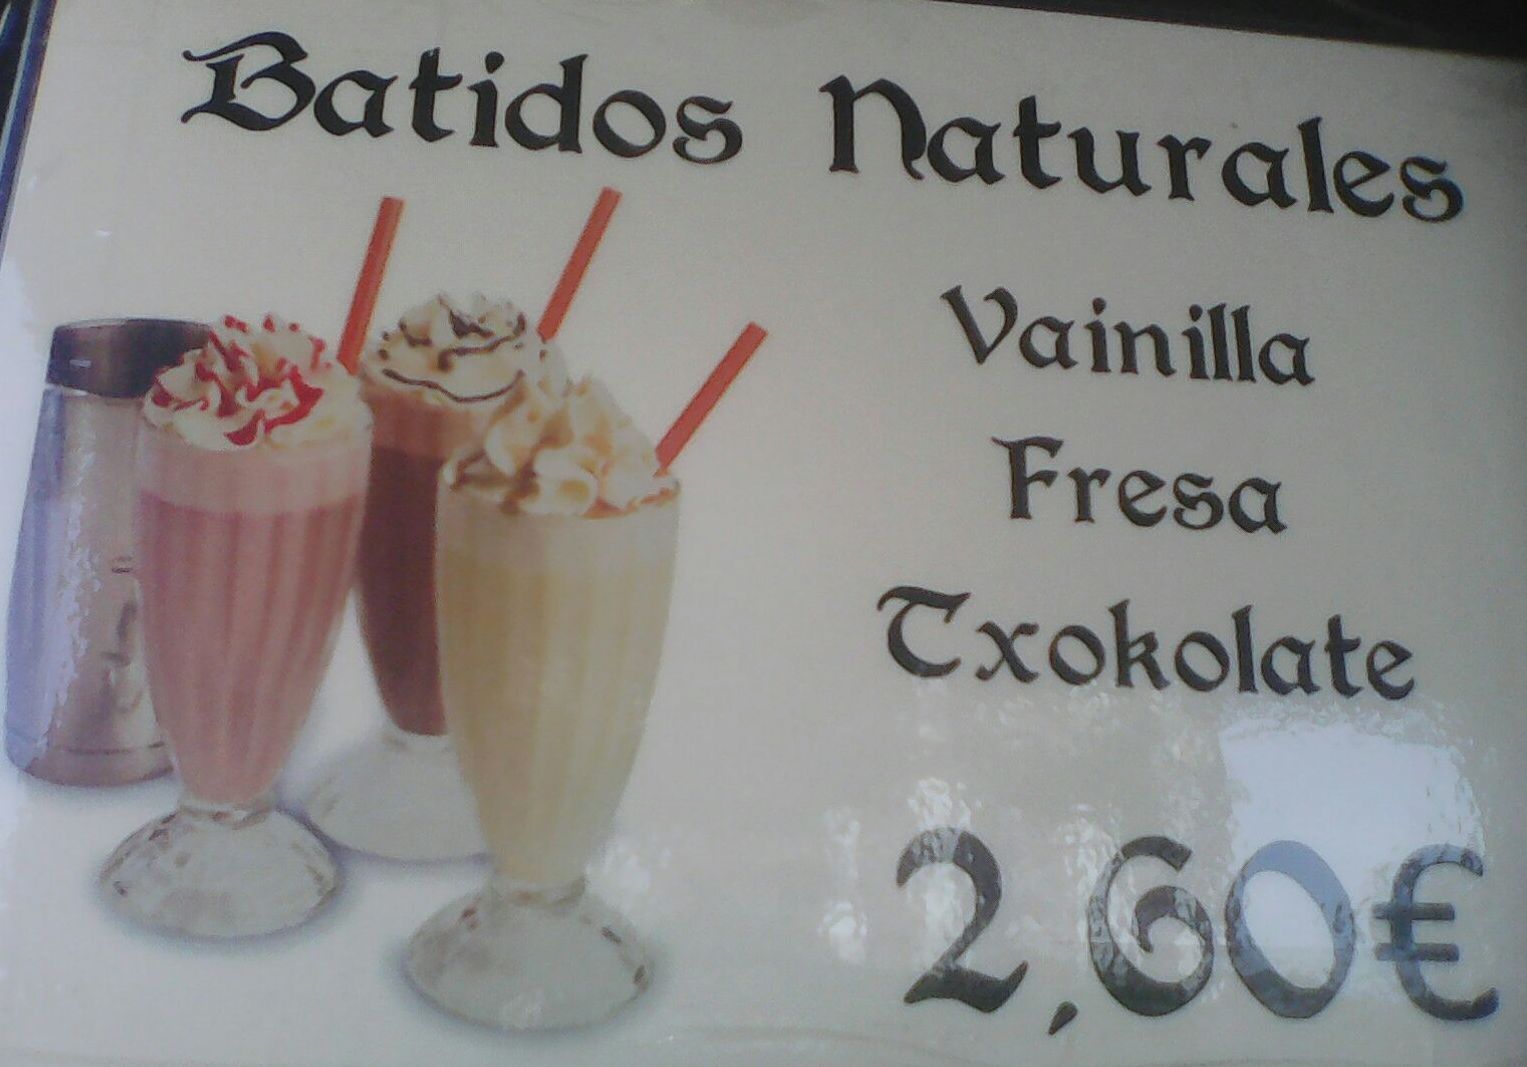 Batidos Naturales
Vainilla
Fresa
Txokolate
2,60€